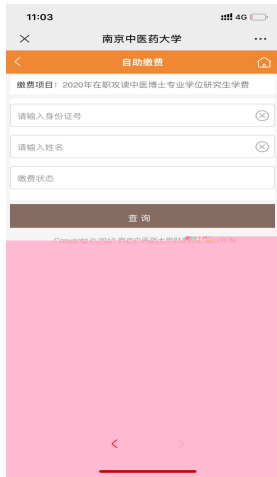 11:03
4G
南京中医药大学
自助缴费
缴费项目：2020年在职攻读中医博士专业学位研究生学费
请输入身份证号
请输入姓名
缴费状态
查询
Copyright © 2019 南京中医药大学